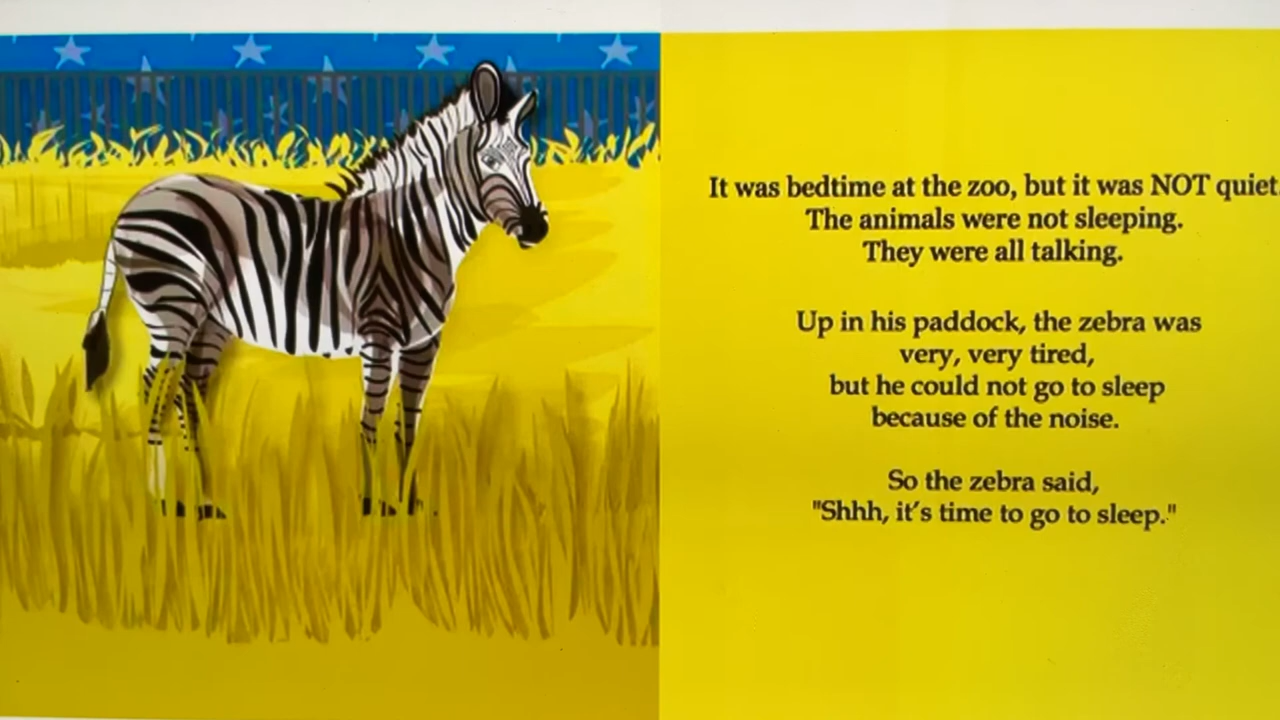 It was bedtime at the zoo, but it was NOT quiet.
The animals were not sleeping.
They were all talking.
Up in his paddock, the zebra was
very, very tired,
but he could not go to sleep
because of the noise.
So the zebra said,
"Shhh, it's time to go to sleep."